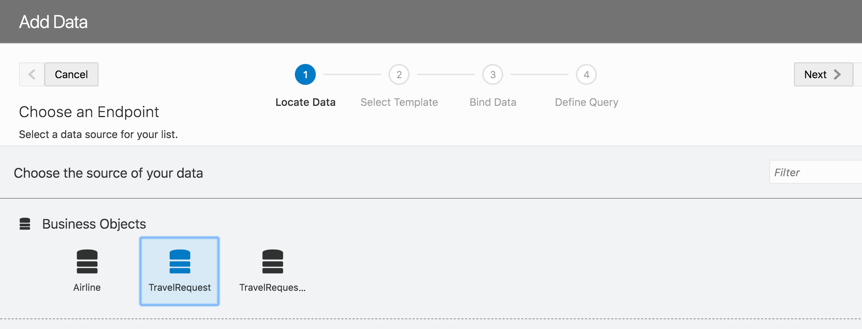 Add Data
Cancel
1
2
3
4
Next
Locate Data
Select Template
Bind Data
Define Query
Choose an Endpoint
Select a data source for your list.
Choose the source of your data
Filter
Business Objects
Airline
TravelRequest
TravelReques...